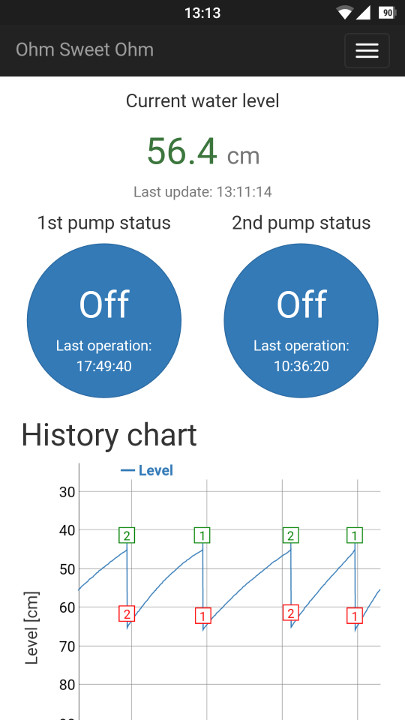 13:13
90
Ohm Sweet Ohm
Current water level
56.4 cm
Last update: 13:11:14
1st pump status
2nd pump status
Off
Off
Last operation:
17:49:40
Last operation:
10:36:20
History chart
Level
30
40
50
60
70
80
90
Level [cm]
2
1
2
1
2
1
2
1